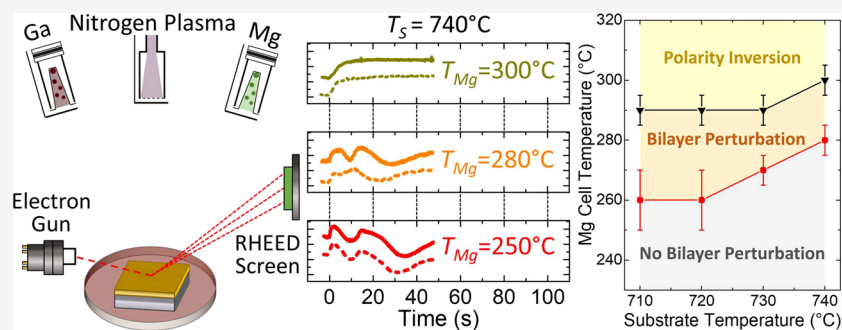 Ga
Nitrogen Plasma
Mg
Electron
Gun
RHEED
Screen
T_S = 740°C
T_Mg=300°C
T_Mg=280°C
T_Mg=250°C
0 20 40 60 80 100
Time (s)
Mg Cell Temperature (°C)
320
300
280
260
240
Polarity Inversion
Bilayer Perturbation
No Bilayer Perturbation
710 720 730 740
Substrate Temperature (°C)